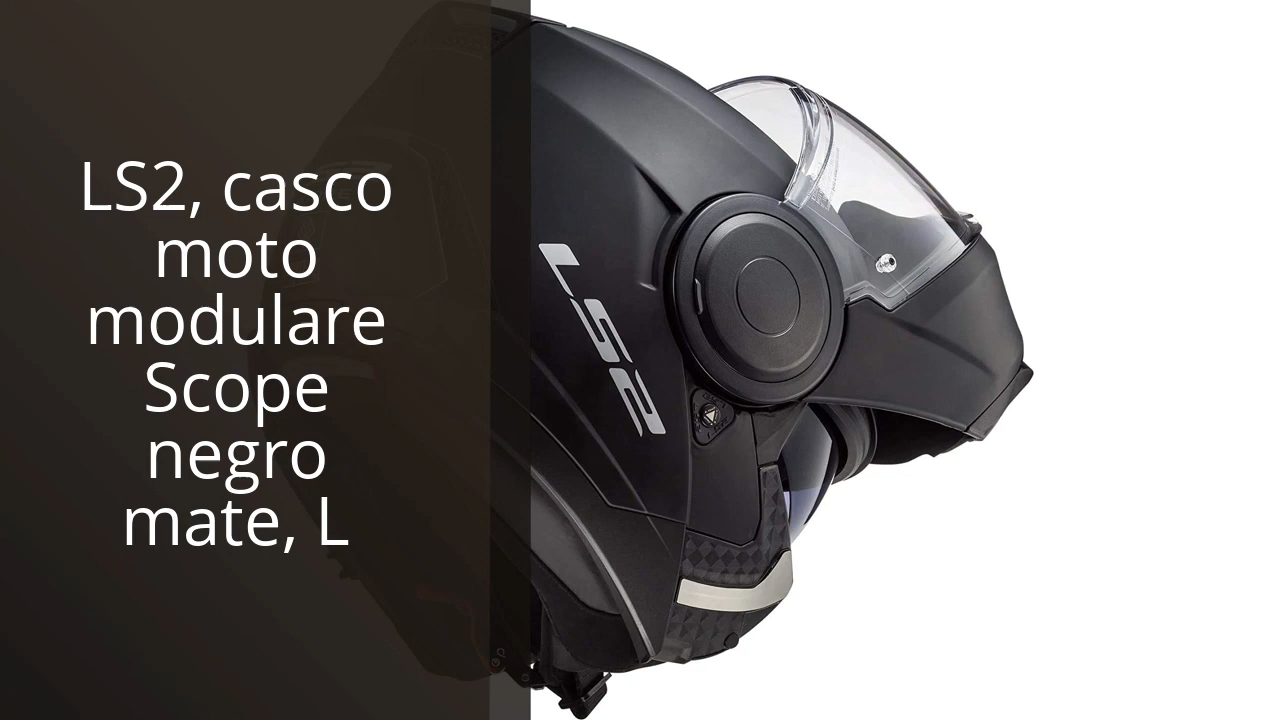 LS2, casco
moto
modulare
Scope
negro
mate, L
LS2